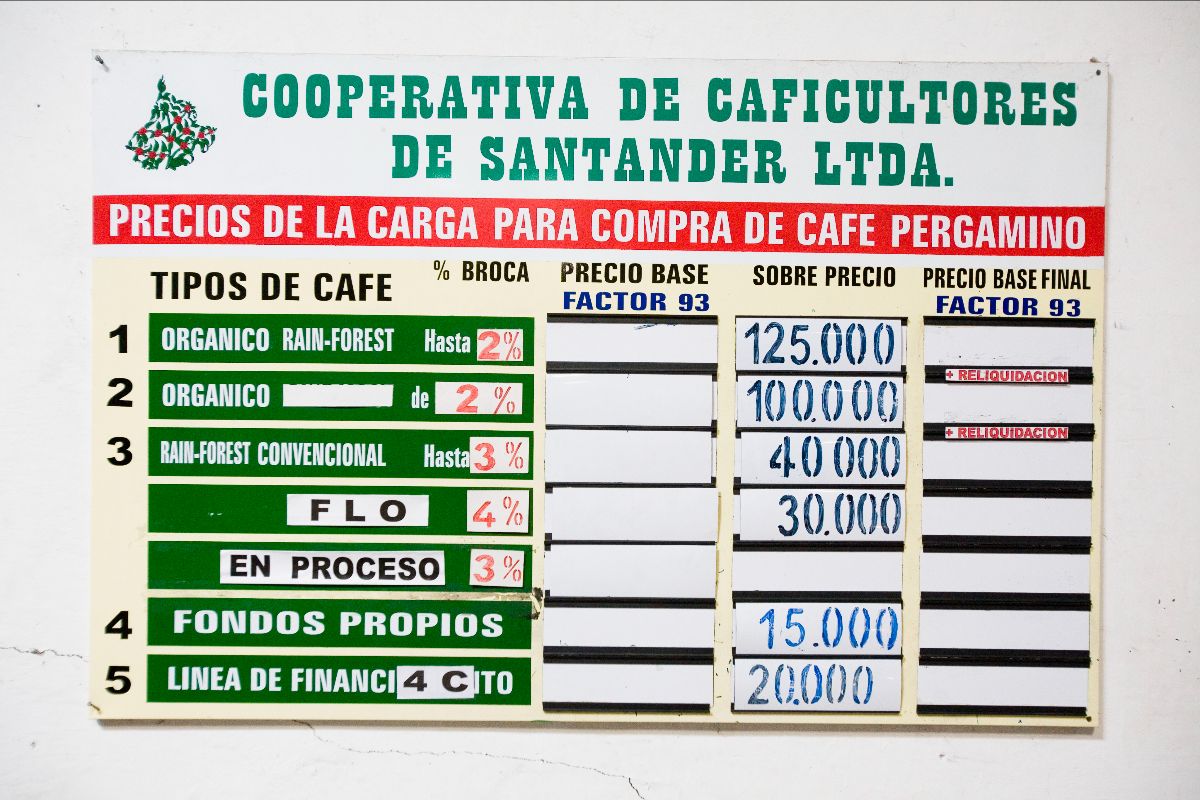 COOPERATIVA DE CAFICULTORES
DE SANTANDER LTDA.
PRECIOS DE LA CARGA PARA COMPRA DE CAFE PERGAMINO
TIPOS DE CAFE % BROCA PRECIO BASE FACTOR 93 SOBRE PRECIO PRECIO BASE FINAL FACTOR 93
1 ORGANICO RAIN-FOREST Hasta 2% 125.000
+ RELIQUIDACION
2 ORGANICO de 2% 100.000
+ RELIQUIDACION
3 RAIN-FOREST CONVENCIONAL Hasta 3% 40 000
FLO 4% 30.000
EN PROCESO 3%
4 FONDOS PROPIOS 15.000
5 LINEA DE FINANCI 4 C ITO 20.000